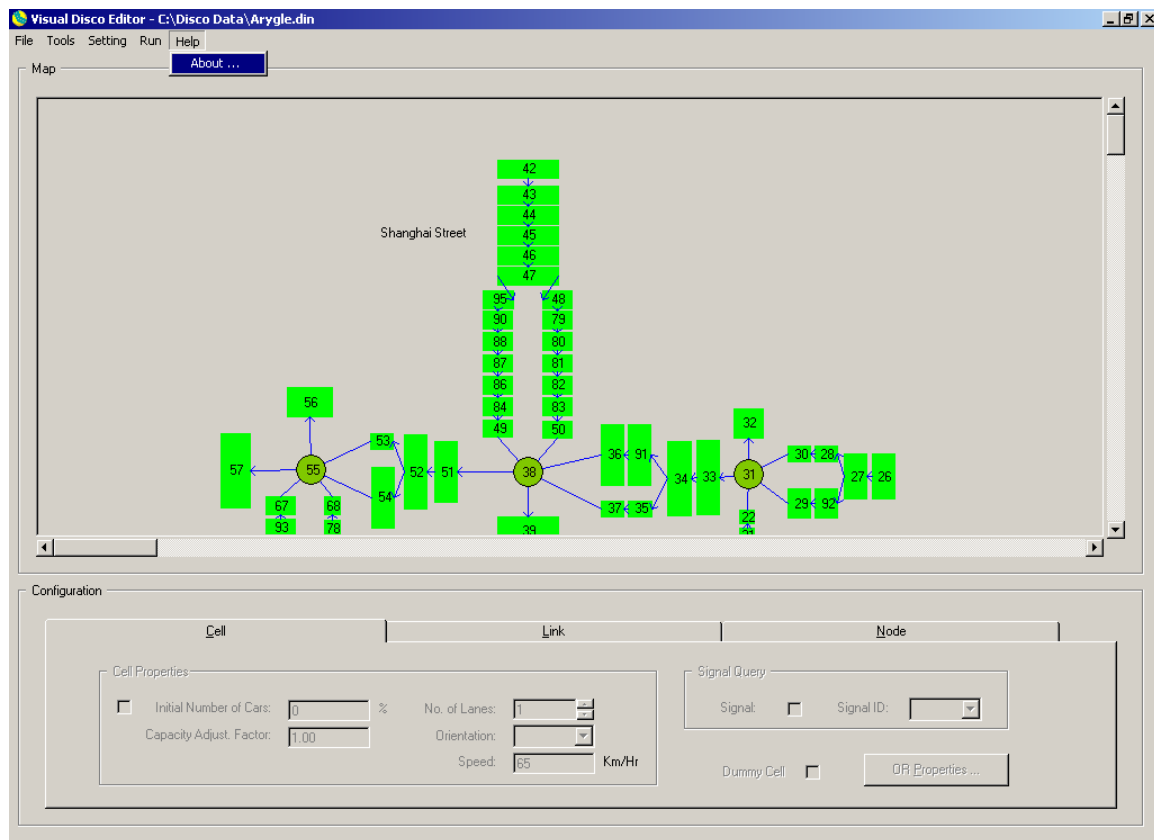 Visual Disco Editor - C:\Disco Data\Arygle.din
File Tools Setting Run Help
About ...
Map
42
43
44
Shanghai Street 45
46
47
95 48
90 79
88 80
87 81
86 82
84 83
56 32
49 50
53 36 91 30 28
57 55 52 51 38 34 33 31 27 26
54
67 68 37 35 29 92
93 78 39 22
Configuration
Cell Link Node
Cell Properties Signal Query
Initial Number of Cars: 0 % No. of Lanes: 1 Signal: Signal ID:
Capacity Adjust. Factor: 1.00 Orientation:
Speed: 65 Km/Hr Dummy Cell OR Properties ...